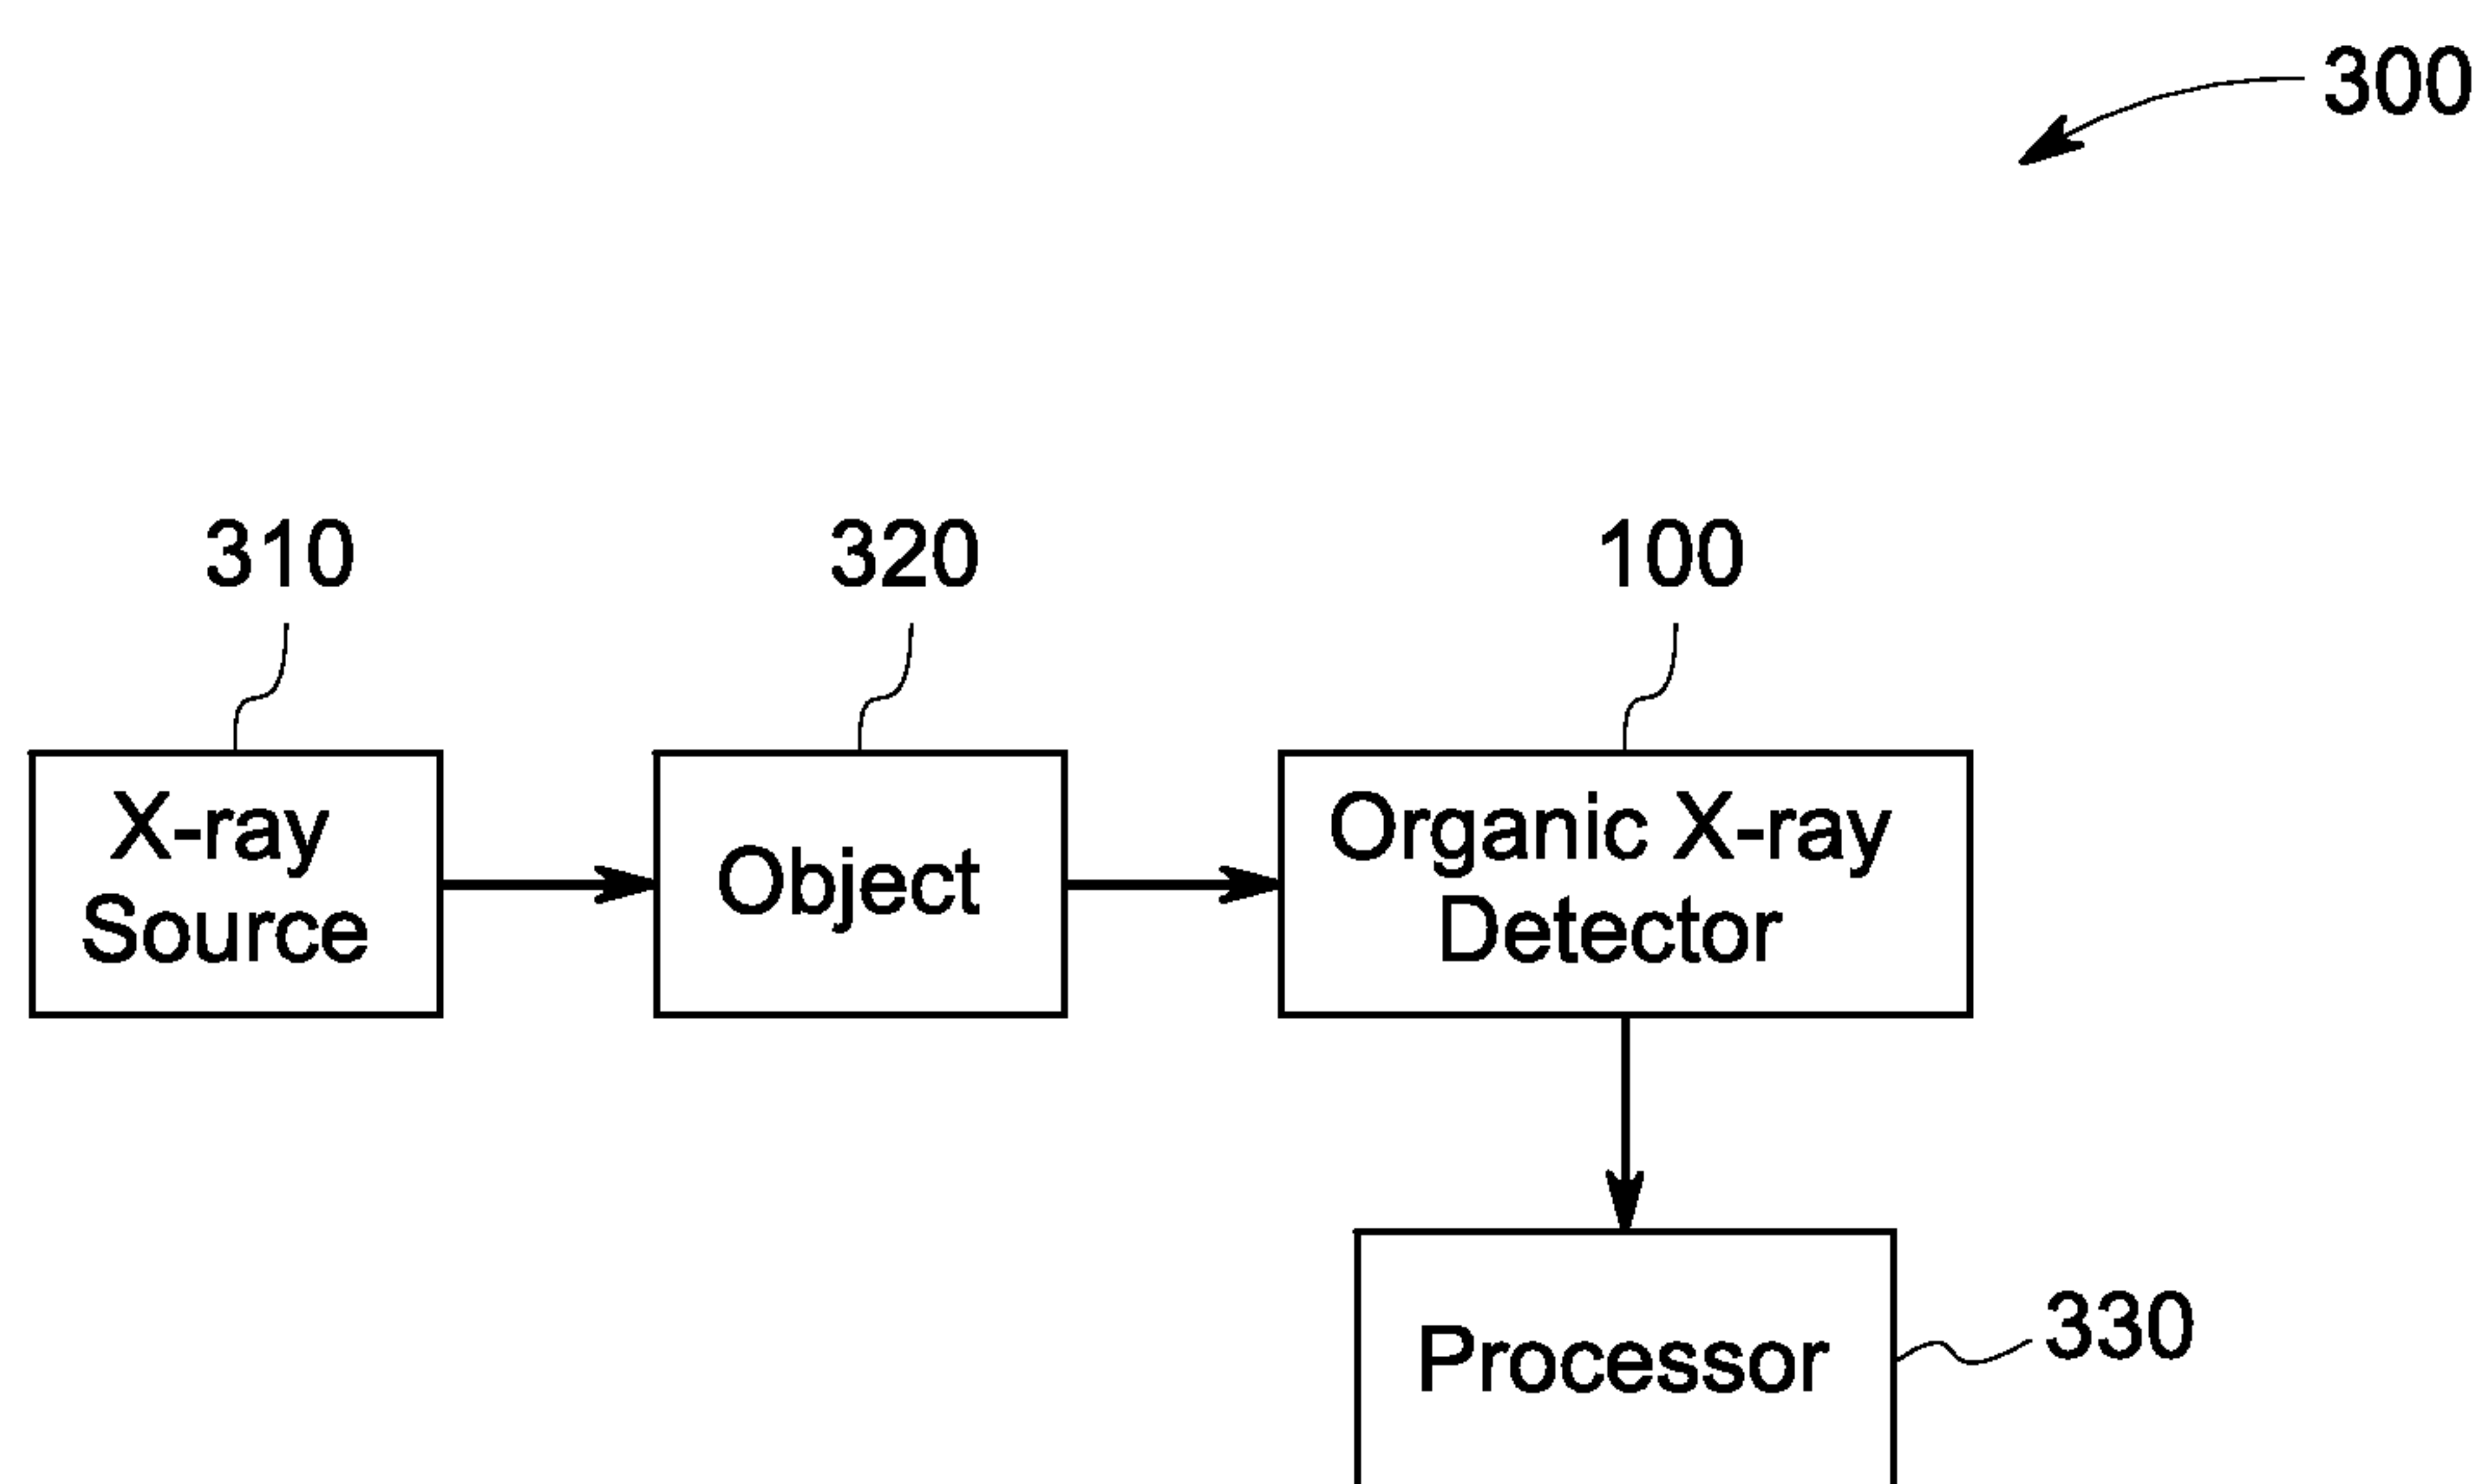 300
310
320
100
X-ray
Source
Object
Organic X-ray
Detector
Processor
330